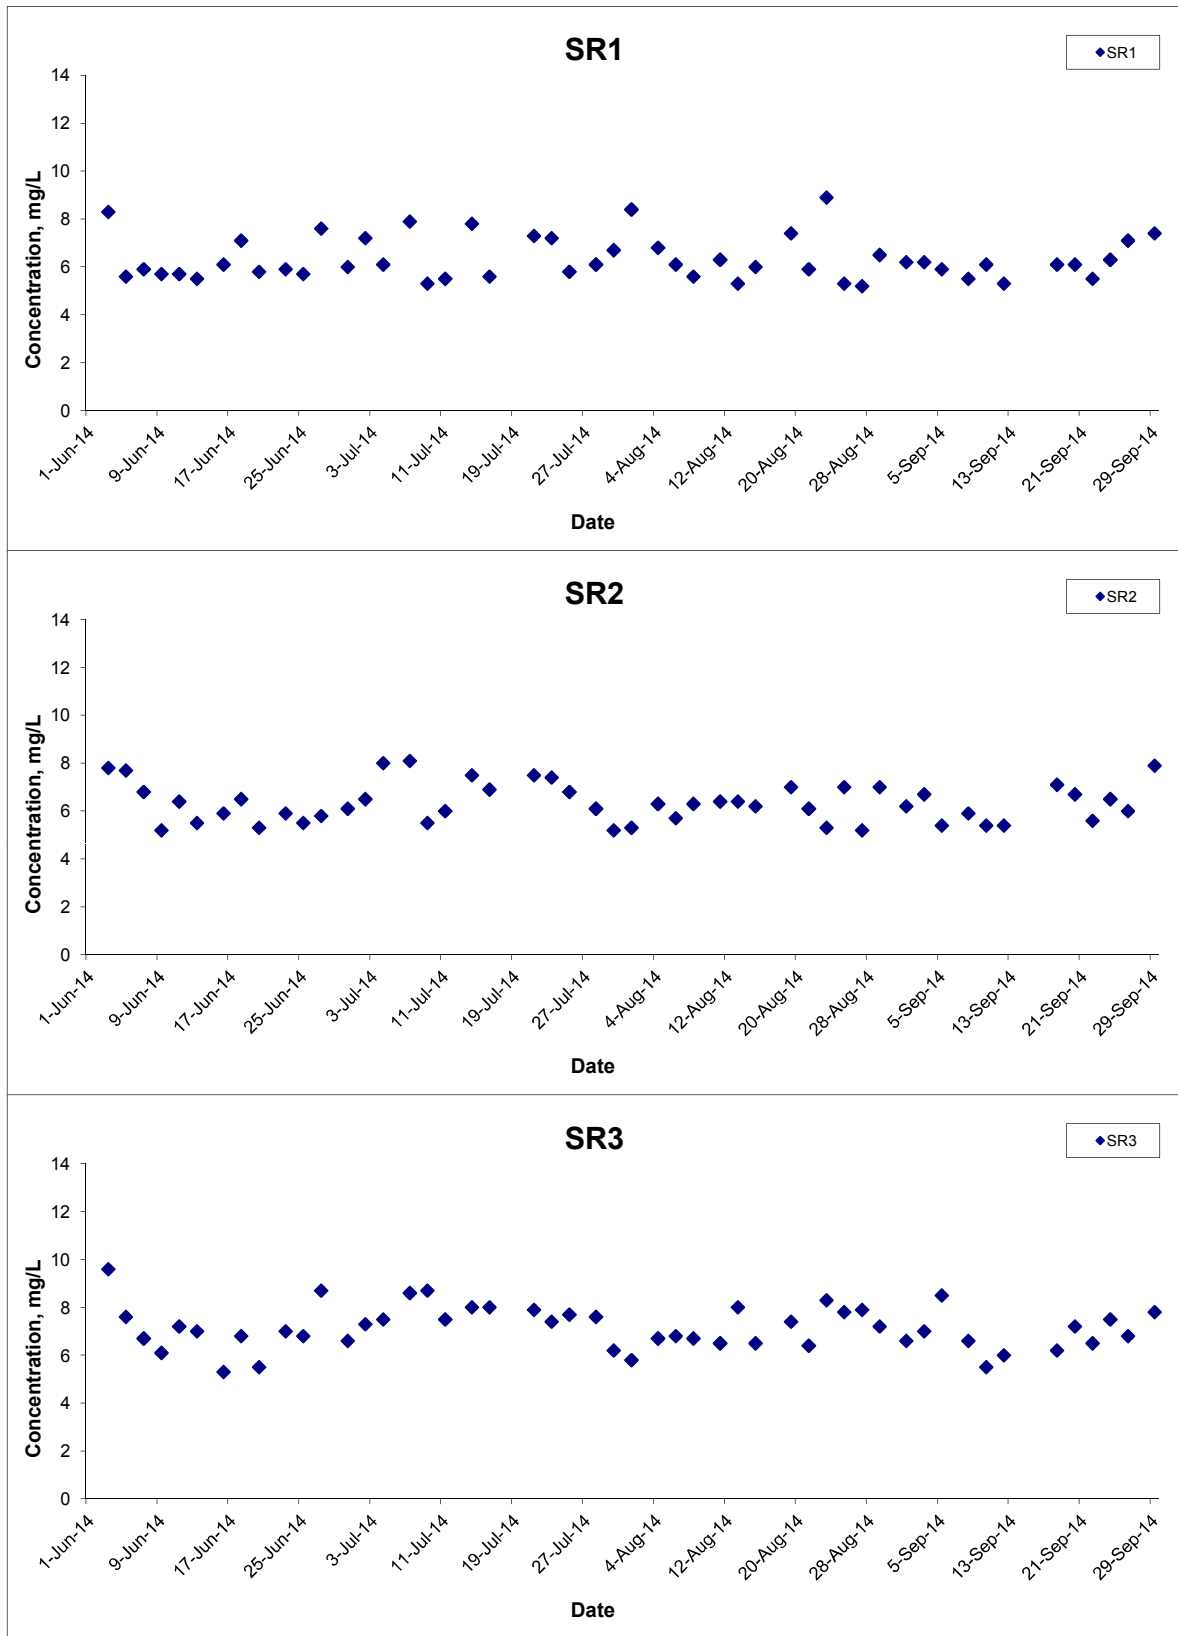 SR1
SR1
14
12
10
8
6
4
2
0
Concentration, mg/L
1-Jun-14
9-Jun-14
17-Jun-14
25-Jun-14
3-Jul-14
11-Jul-14
19-Jul-14
27-Jul-14
4-Aug-14
12-Aug-14
20-Aug-14
28-Aug-14
5-Sep-14
13-Sep-14
21-Sep-14
29-Sep-14
Date
SR2
SR2
14
12
10
8
6
4
2
0
Concentration, mg/L
1-Jun-14
9-Jun-14
17-Jun-14
25-Jun-14
3-Jul-14
11-Jul-14
19-Jul-14
27-Jul-14
4-Aug-14
12-Aug-14
20-Aug-14
28-Aug-14
5-Sep-14
13-Sep-14
21-Sep-14
29-Sep-14
Date
SR3
SR3
14
12
10
8
6
4
2
0
Concentration, mg/L
1-Jun-14
9-Jun-14
17-Jun-14
25-Jun-14
3-Jul-14
11-Jul-14
19-Jul-14
27-Jul-14
4-Aug-14
12-Aug-14
20-Aug-14
28-Aug-14
5-Sep-14
13-Sep-14
21-Sep-14
29-Sep-14
Date